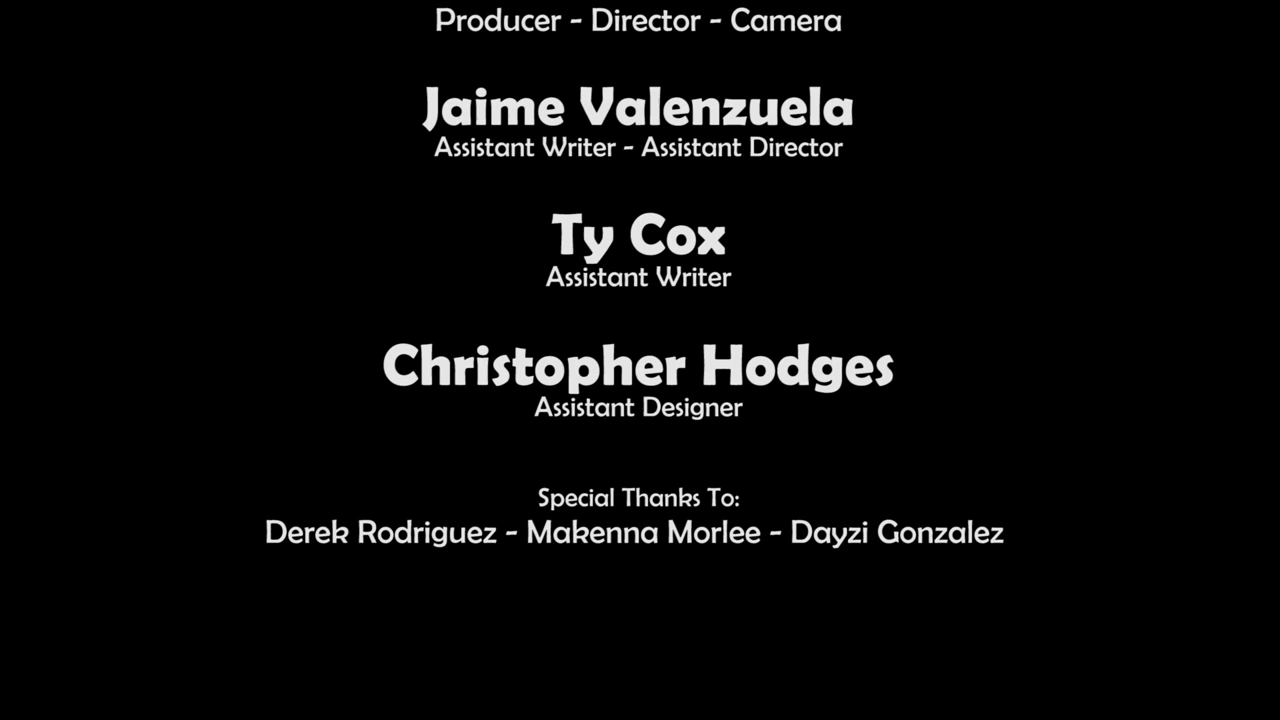 Producer - Director - Camera
Jaime Valenzuela
Assistant Writer - Assistant Director
Ty Cox
Assistant Writer
Christopher Hodges
Assistant Designer
Special Thanks To:
Derek Rodriguez - Makenna Morlee - Dayzi Gonzalez